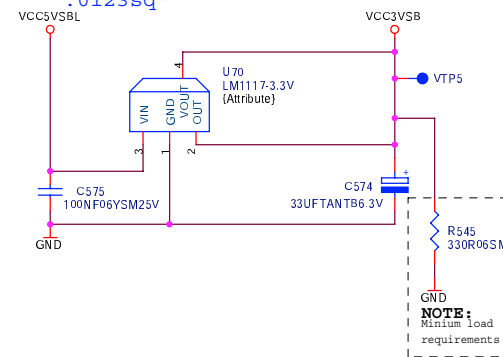 :0123sq
VCC5VSBL
VCC3VSB
4
U70
LM1117-3.3V
{Attribute}
VIN
GND
VOUT
OUT
VTP5
3
1
2
C575
100NF06YSM25V
C574
+
33UFTANTB6.3V
GND
R545
330R06SM
GND
NOTE:
Minium load
requirements